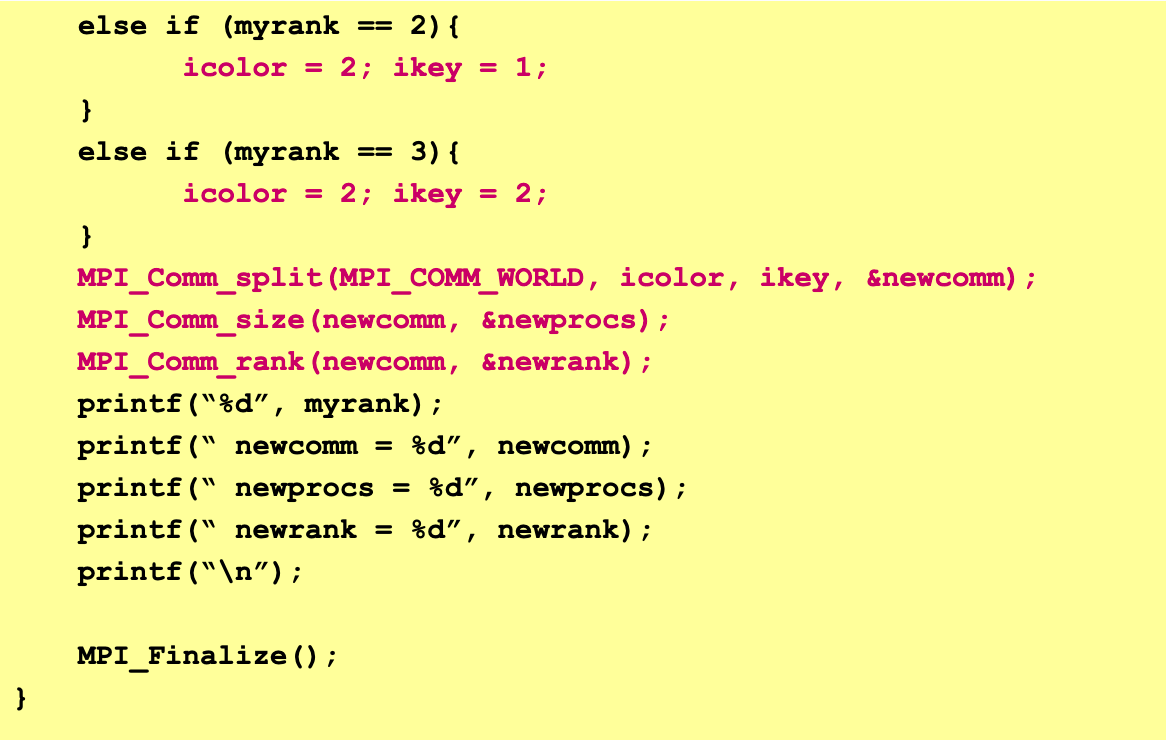 else if (myrank == 2){
icolor = 2; ikey = 1;
}
else if (myrank == 3){
icolor = 2; ikey = 2;
}
MPI_Comm_split(MPI_COMM_WORLD, icolor, ikey, &newcomm);
MPI_Comm_size(newcomm, &newprocs);
MPI_Comm_rank(newcomm, &newrank);
printf(“%d”, myrank);
printf(“ newcomm = %d”, newcomm);
printf(“ newprocs = %d”, newprocs);
printf(“ newrank = %d”, newrank);
printf(“\n”);
MPI_Finalize();
}